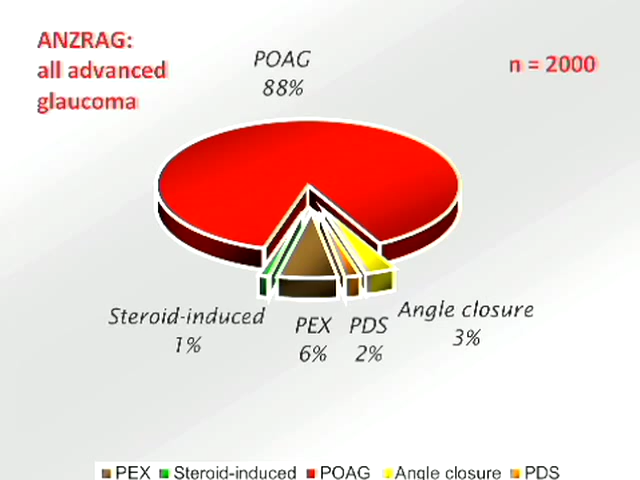 ANZRAG:
all advanced
glaucoma
POAG
88%
n = 2000
Steroid-induced
1%
PEX
6%
PDS
2%
Angle closure
3%
PEX Steroid-induced POAG Angle closure PDS